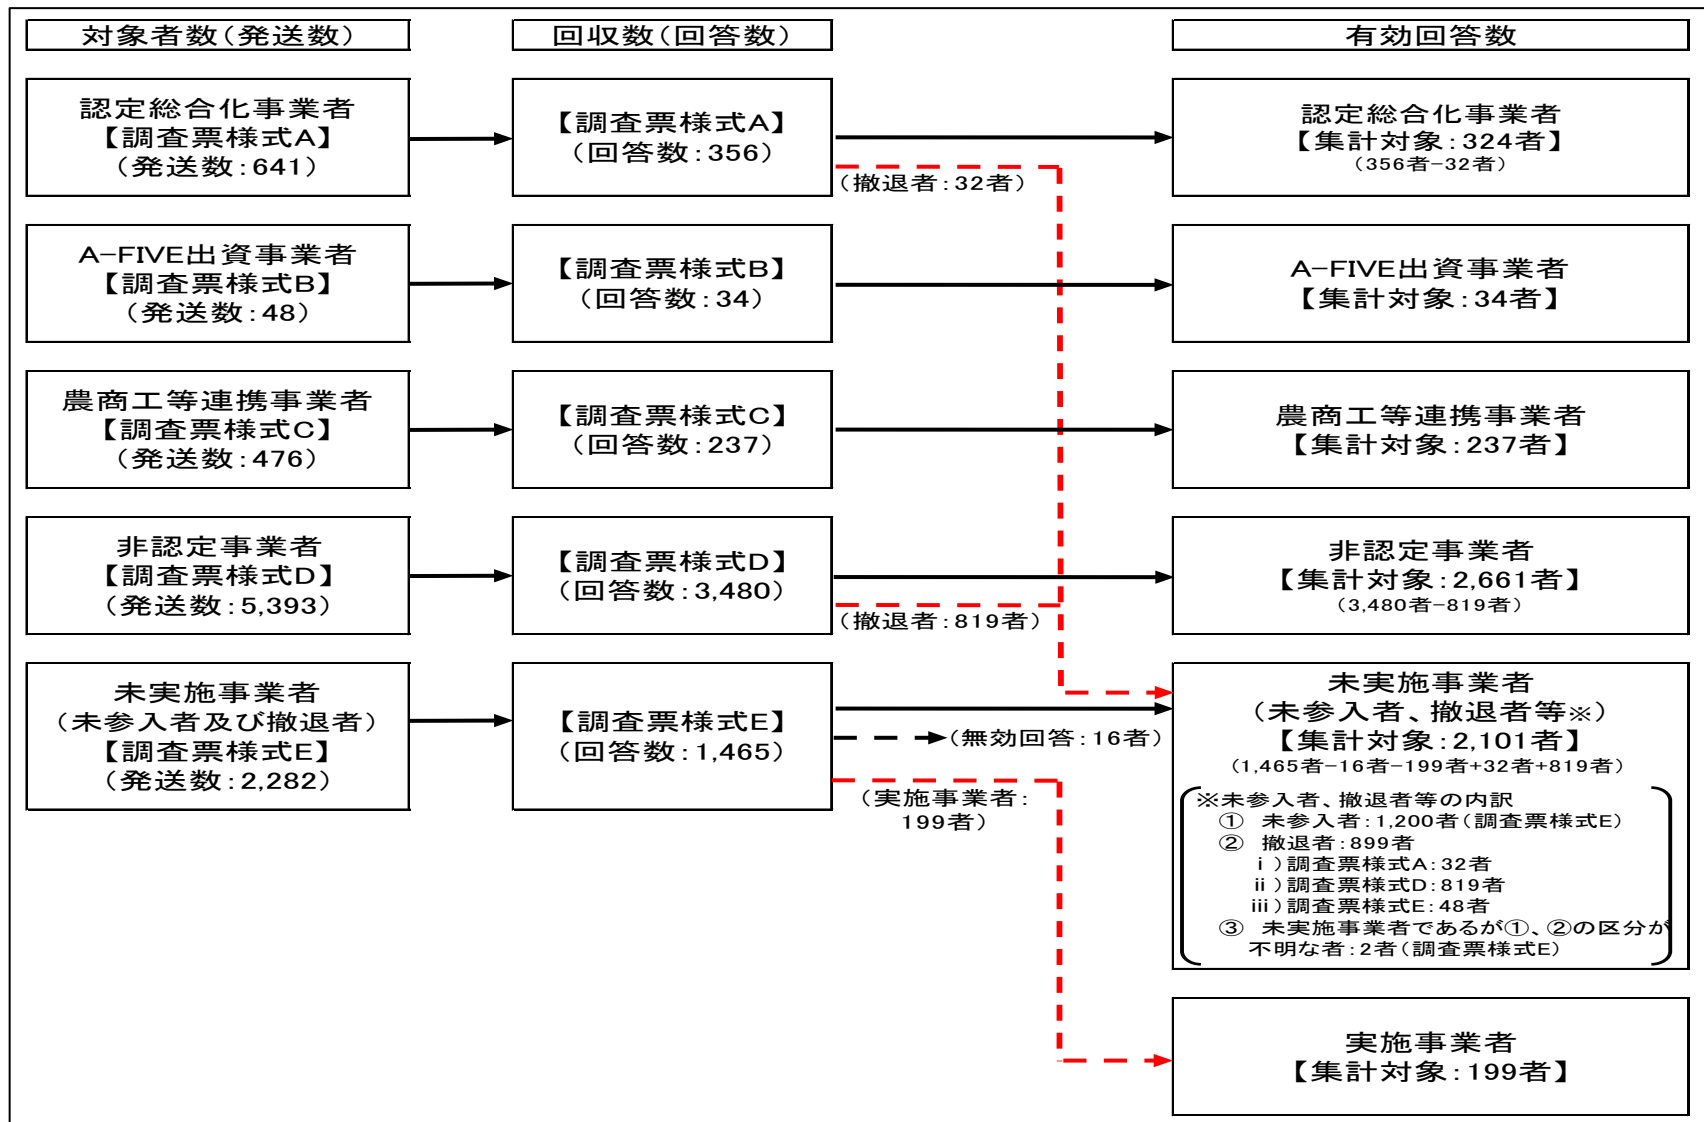 対象者数(発送数)
回収数(回答数)
有効回答数
認定総合化事業者
【調査票様式A】
(発送数:641)
【調査票様式A】
(回答数:356)
(撤退者:32者)
認定総合化事業者
【集計対象:324者】
(356者−32者)
A−FIVE出資事業者
【調査票様式B】
(発送数:48)
【調査票様式B】
(回答数:34)
A−FIVE出資事業者
【集計対象:34者】
農商工等連携事業者
【調査票様式C】
(発送数:476)
【調査票様式C】
(回答数:237)
農商工等連携事業者
【集計対象:237者】
非認定事業者
【調査票様式D】
(発送数:5,393)
【調査票様式D】
(回答数:3,480)
(撤退者:819者)
非認定事業者
【集計対象:2,661者】
(3,480者−819者)
未実施事業者
(未参入者及び撤退者)
【調査票様式E】
(発送数:2,282)
【調査票様式E】
(回答数:1,465)
(無効回答:16者)
(実施事業者:
199者)
未実施事業者
(未参入者、撤退者等※)
【集計対象:2,101者】
(1,465者−16者−199者+32者+819者)
※未参入者、撤退者等の内訳
① 未参入者:1,200者(調査票様式E)
② 撤退者:899者
ⅰ)調査票様式A:32者
ⅱ)調査票様式D:819者
ⅲ)調査票様式E:48者
③ 未実施事業者であるが①、②の区分が
不明な者:2者(調査票様式E)
実施事業者
【集計対象:199者】